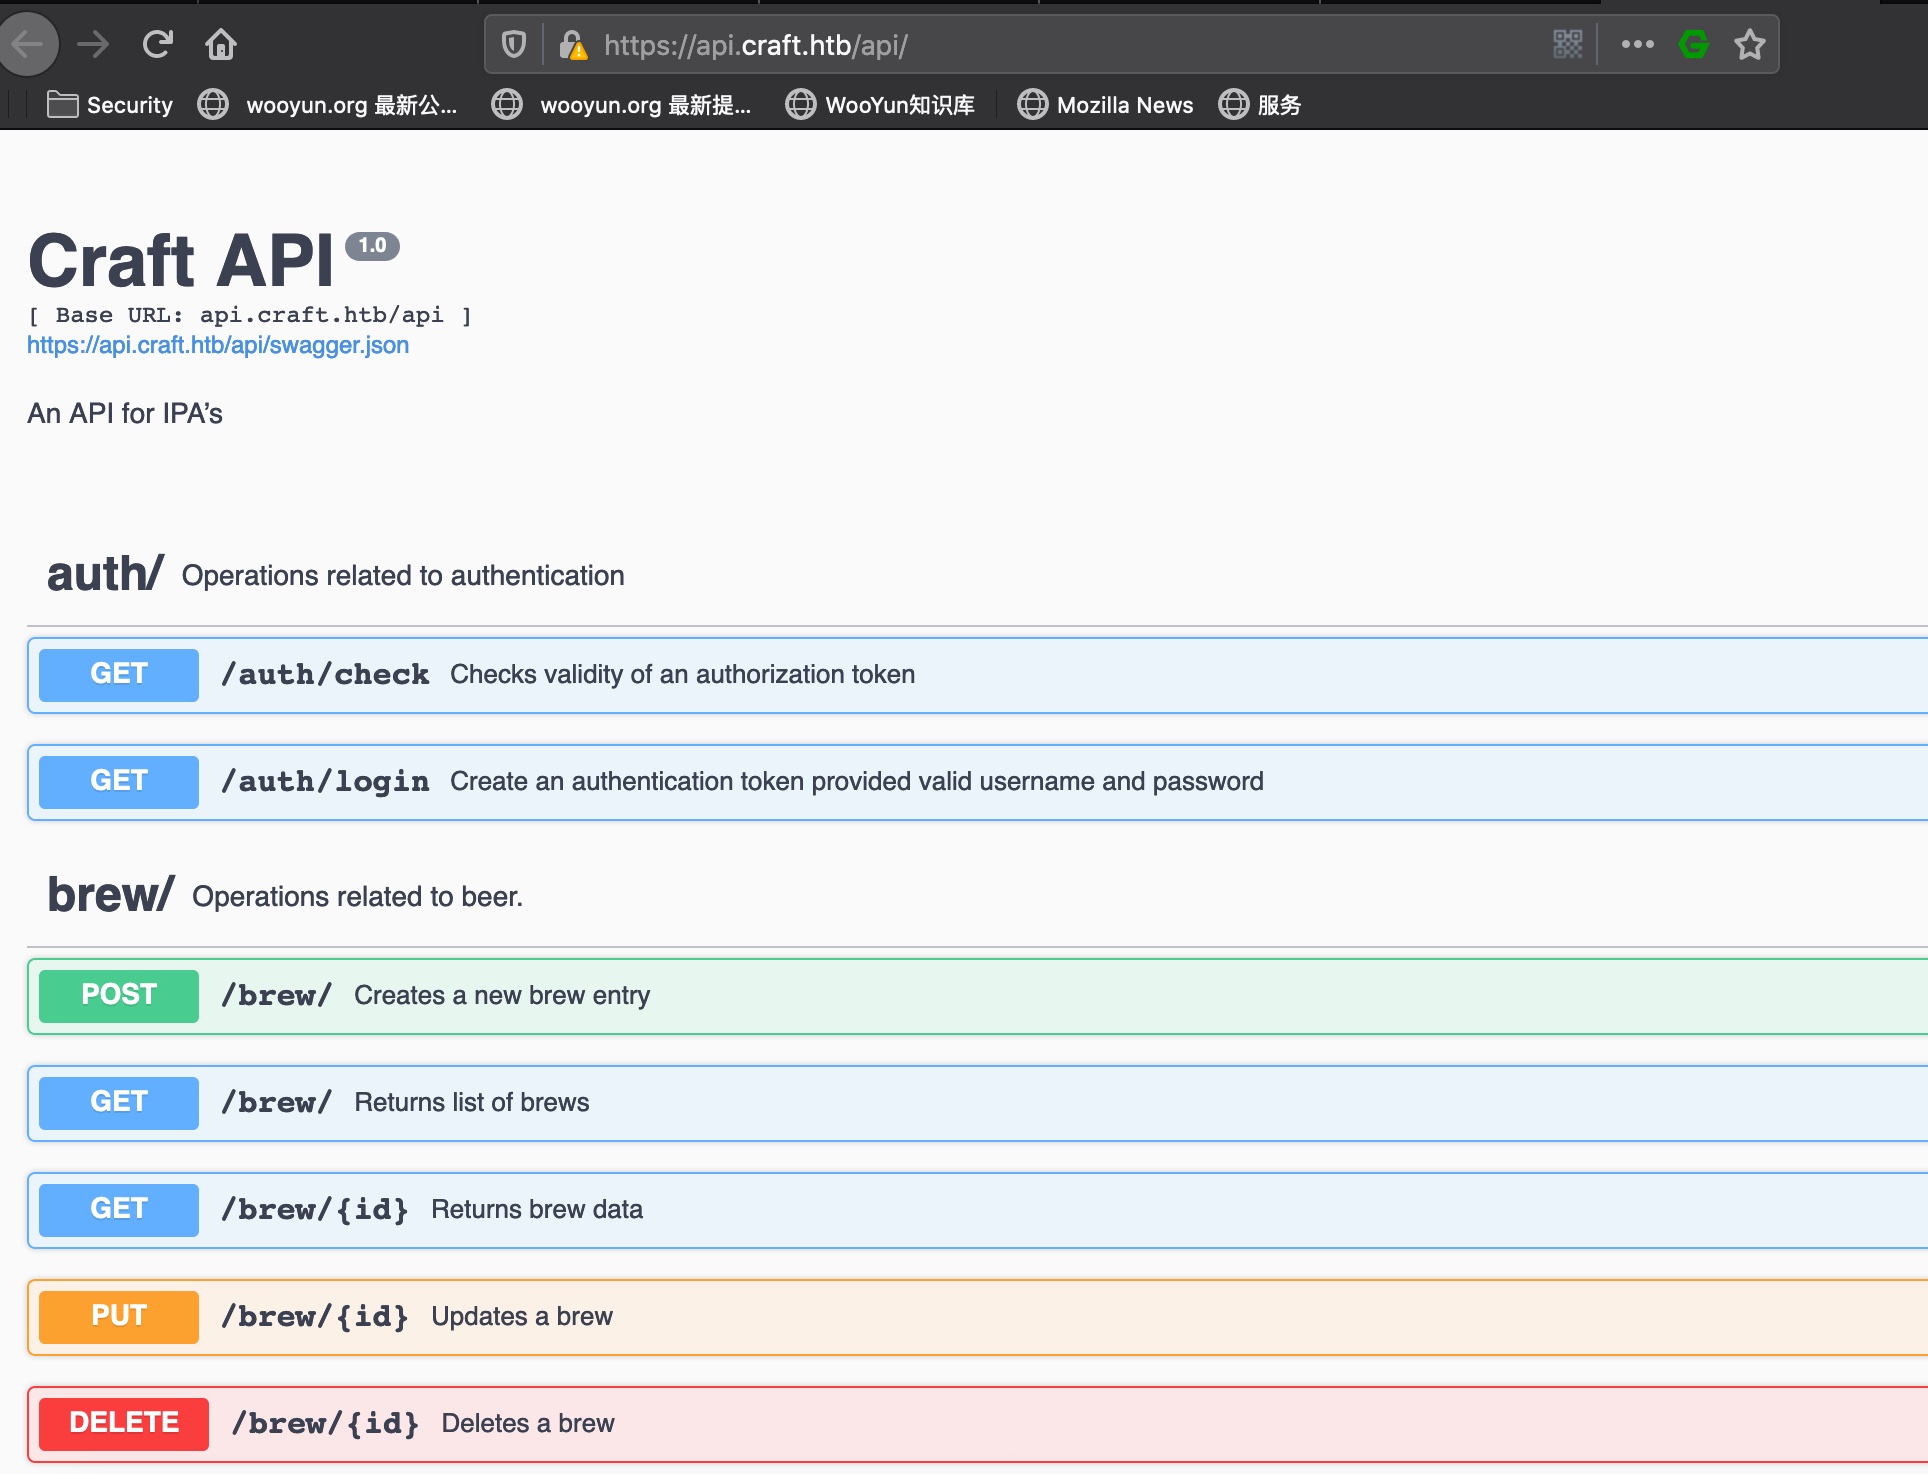 https://api.craft.htb/api/
Security wooyun.org 最新公... wooyun.org 最新提... WooYun知识库 Mozilla News 服务
Craft API 1.0
[ Base URL: api.craft.htb/api ]
https://api.craft.htb/api/swagger.json
An API for IPA’s
auth/ Operations related to authentication
GET /auth/check Checks validity of an authorization token
GET /auth/login Create an authentication token provided valid username and password
brew/ Operations related to beer.
POST /brew/ Creates a new brew entry
GET /brew/ Returns list of brews
GET /brew/{id} Returns brew data
PUT /brew/{id} Updates a brew
DELETE /brew/{id} Deletes a brew